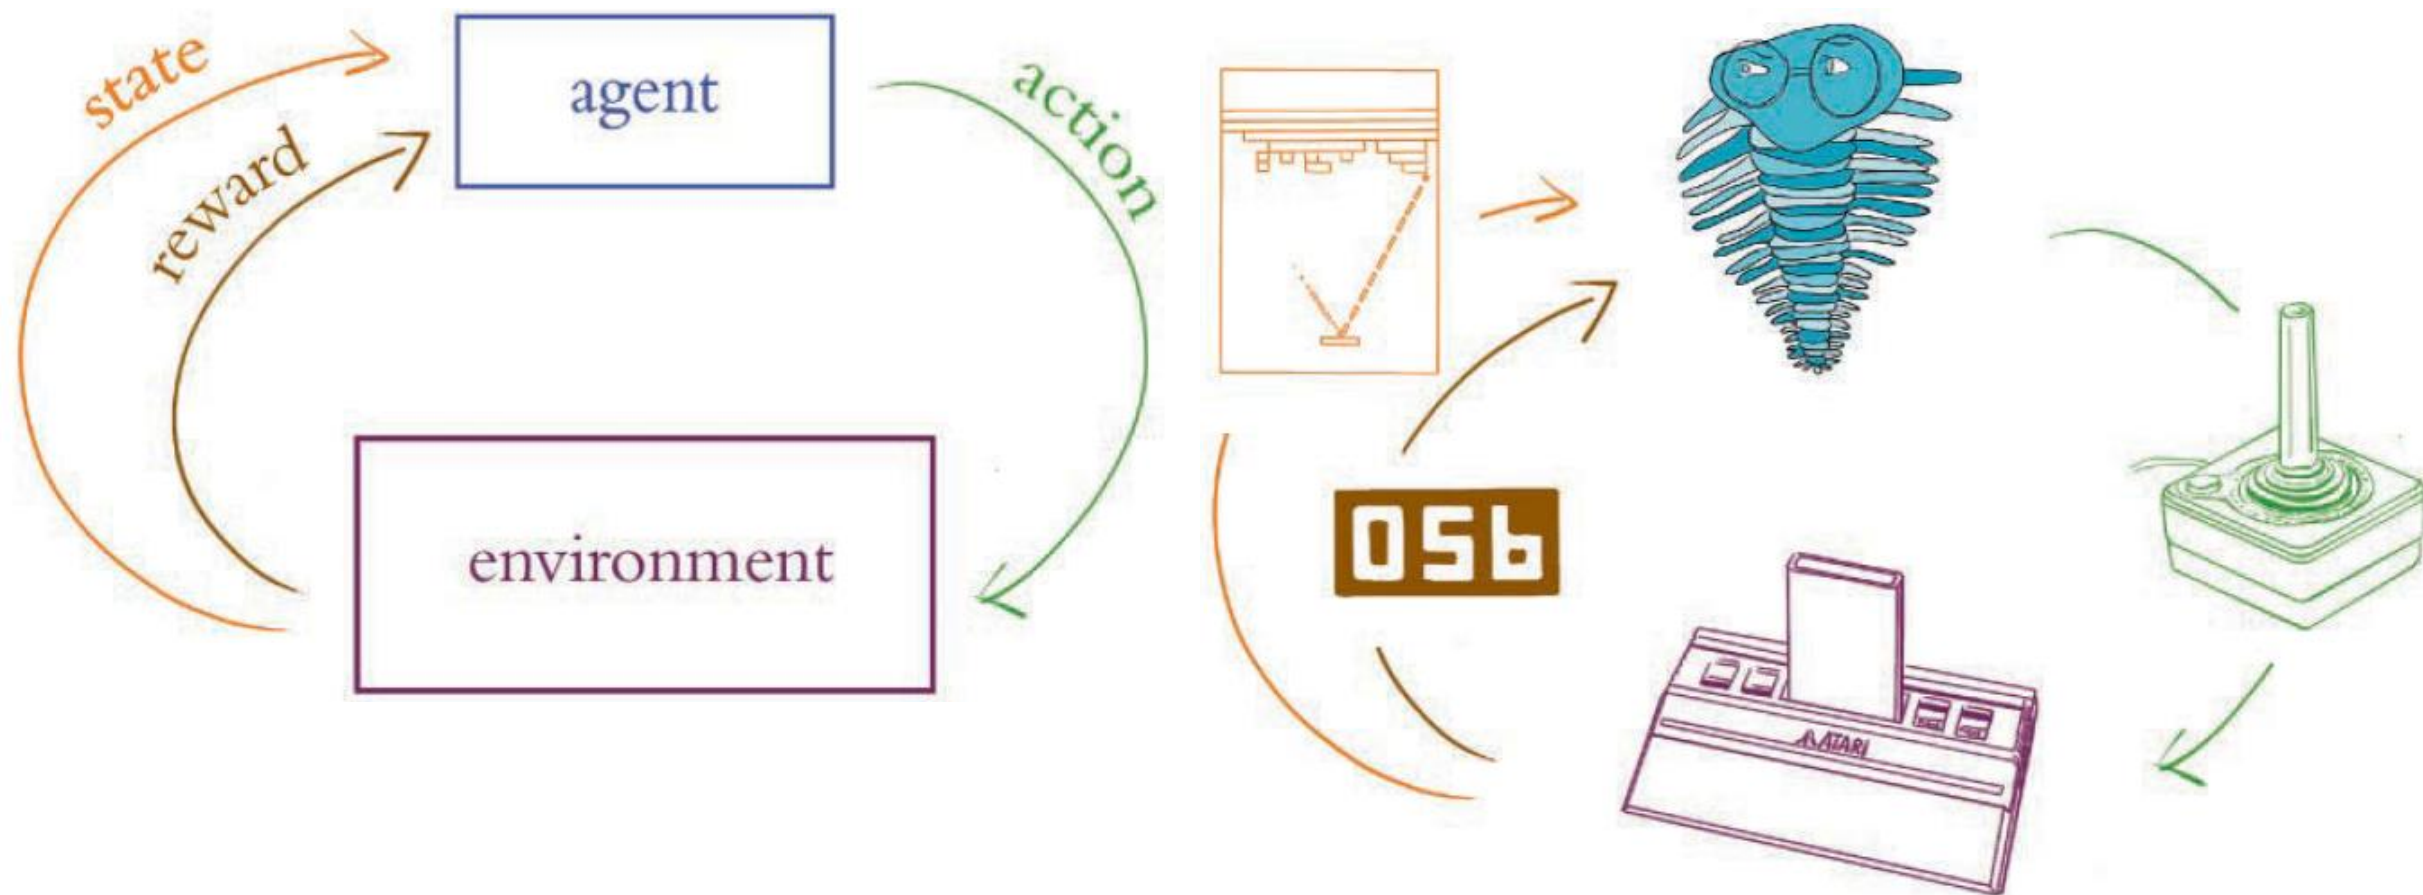 state
agent
action
reward
environment
056
ATARI